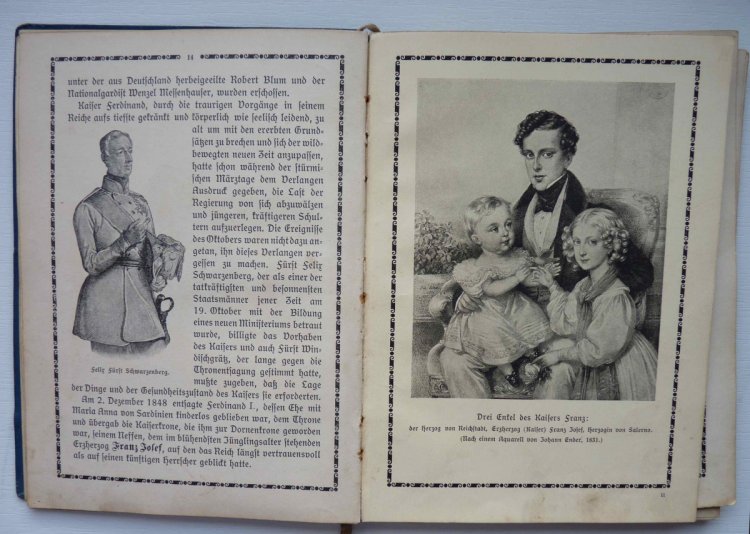 14
unter der aus Deutschland herbeigeeilte Robert Blum und der
Nationalgardist Wenzel Messenhauser, wurden erschossen.
Kaiser Ferdinand, durch die traurigen Vorgänge in seinem
Reiche aufs tiefste gekränkt und körperlich wie seelisch leidend, zu
alt um mit den ererbten Grund-
sätzen zu brechen und sich der wild-
bewegten neuen Zeit anzupassen,
hatte schon während der stürmi-
schen Märztage dem Verlangen
Ausdruck gegeben, die Last der
Regierung von sich abzuwälzen
und jüngeren, kräftigeren Schul-
tern aufzuerlegen. Die Ereignisse
des Oktobers waren nicht dazu an-
getan, ihn dieses Verlangen ver-
gessen zu machen. Fürst Felix
Schwarzenberg, der als einer der
tatkräftigsten und besonnensten
Staatsmänner jener Zeit am
19. Oktober mit der Bildung
eines neuen Ministeriums betraut
wurde, billigte das Vorhaben
des Kaisers und auch Fürst Win-
dischgrätz, der lange gegen die
Thronentsagung gestimmt hatte,
mußte zugeben, daß die Lage
Felix Fürst Schwarzenberg.
der Dinge und der Gesundheitszustand des Kaisers sie erforderten.
Am 2. Dezember 1848 entsagte Ferdinand I., dessen Ehe mit
Maria Anna von Sardinien kinderlos geblieben war, dem Throne
und übergab die Kaiserkrone, die ihm zur Dornenkrone geworden
war, seinem Neffen, dem im blühendsten Jünglingsalter stehenden
Erzherzog Franz Josef, auf den das Reich längst vertrauensvoll
als auf seinen künftigen Herrscher geblickt hatte.
Drei Enkel des Kaisers Franz:
der Herzog von Reichstadt, Erzherzog (Kaiser) Franz Josef, Herzogin von Salerno.
(Nach einem Aquarell von Johann Ender, 1831.)
II